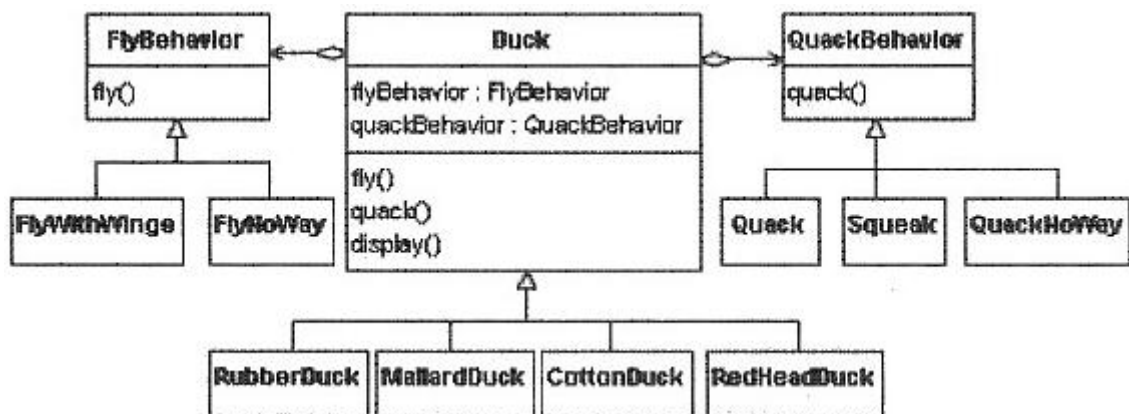 FlyBehavior
fly()
FlyWithWings
FlyNoWay
Duck
flyBehavior : FlyBehavior
quackBehavior : QuackBehavior
fly()
quack()
display()
QuackBehavior
quack()
Quack
Squeak
QuackNoWay
RubberDuck
MallardDuck
CottonDuck
RedHeadDuck